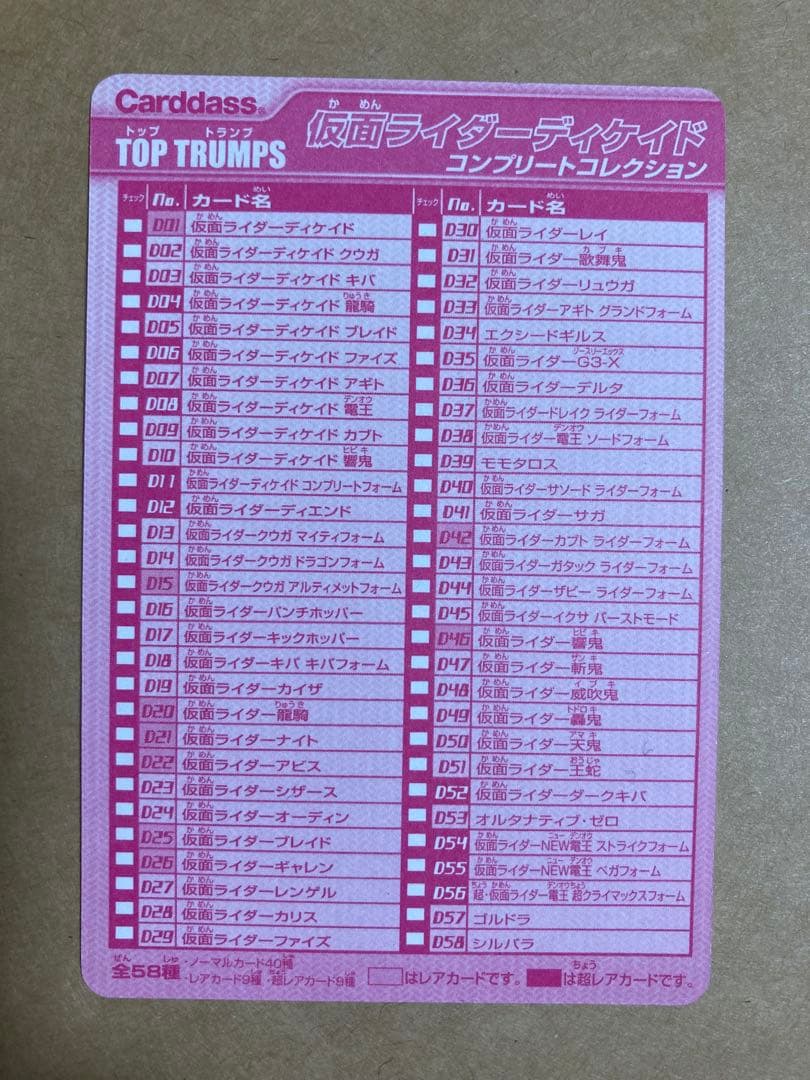 Carddass®
トップ トランプ
TOP TRUMPS
かめん
仮面ライダーディケイド
コンプリートコレクション
チェック No. カード名
D01 仮面ライダーディケイド
D02 仮面ライダーディケイド クウガ
D03 仮面ライダーディケイド キバ
D04 仮面ライダーディケイド 龍騎
D05 仮面ライダーディケイド ブレイド
D06 仮面ライダーディケイド ファイズ
D07 仮面ライダーディケイド アギト
D08 仮面ライダーディケイド 電王
D09 仮面ライダーディケイド カブト
D10 仮面ライダーディケイド 響鬼
D11 仮面ライダーディケイド コンプリートフォーム
D12 仮面ライダーディエンド
D13 仮面ライダークウガ マイティフォーム
D14 仮面ライダークウガ ドラゴンフォーム
D15 仮面ライダークウガ アルティメットフォーム
D16 仮面ライダーパンチホッパー
D17 仮面ライダーキックホッパー
D18 仮面ライダーキバ キバフォーム
D19 仮面ライダーカイザ
D20 仮面ライダー龍騎
D21 仮面ライダーナイト
D22 仮面ライダーアビス
D23 仮面ライダーシザース
D24 仮面ライダーオーディン
D25 仮面ライダーブレイド
D26 仮面ライダーギャレン
D27 仮面ライダーレンゲル
D28 仮面ライダーカリス
D29 仮面ライダーファイズ
チェック No. カード名
D30 仮面ライダーレイ
D31 仮面ライダー歌舞鬼
D32 仮面ライダーリュウガ
D33 仮面ライダーアギト グランドフォーム
D34 エクシードギルス
D35 仮面ライダーG3-X
D36 仮面ライダーデルタ
D37 仮面ライダードレイク ライダーフォーム
D38 仮面ライダー電王 ソードフォーム
D39 モモタロス
D40 仮面ライダーサソード ライダーフォーム
D41 仮面ライダーサガ
D42 仮面ライダーカブト ライダーフォーム
D43 仮面ライダーガタック ライダーフォーム
D44 仮面ライダーザビー ライダーフォーム
D45 仮面ライダーイクサ バーストモード
D46 仮面ライダー響鬼
D47 仮面ライダー斬鬼
D48 仮面ライダー威吹鬼
D49 仮面ライダー轟鬼
D50 仮面ライダー天鬼
D51 仮面ライダー王蛇
D52 仮面ライダーダークキバ
D53 オルタナティブ・ゼロ
D54 仮面ライダーNEW電王 ストライクフォーム
D55 仮面ライダーNEW電王 ベガフォーム
D56 超・仮面ライダー電王 超クライマックスフォーム
D57 ゴルドラ
D58 シルバラ
全58種 ・ノーマルカード40種
・レアカード9種 ・超レアカード9種 はレアカードです。 は超レアカードです。